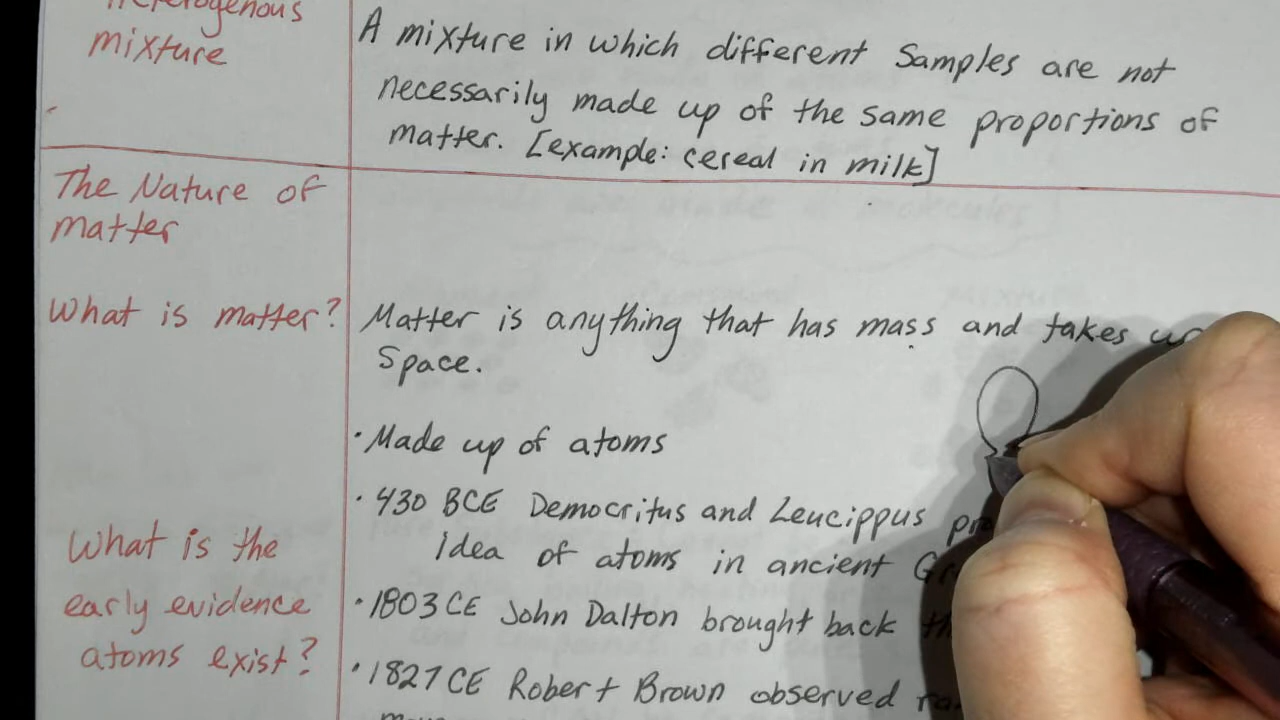 Heterogenous
mixture
A mixture in which different samples are not
necessarily made up of the same proportions of
matter. [example: cereal in milk]
The Nature of
matter
What is matter?
Matter is anything that has mass and takes
space.
• Made up of atoms
• 430 BCE Democritus and Leucippus
idea of atoms in ancient
What is the
early evidence
atoms exist?
• 1803 CE John Dalton brought back
• 1827 CE Robert Brown observed